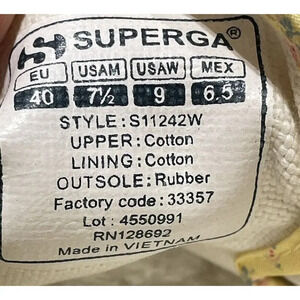 SUPERGA®
EU USAM USAW MEX
40 7½ 9 6.5
STYLE: S11242W
UPPER: Cotton
LINING: Cotton
OUTSOLE: Rubber
Factory code: 33357
Lot: 4550991
RN128692
Made in VIETNAM